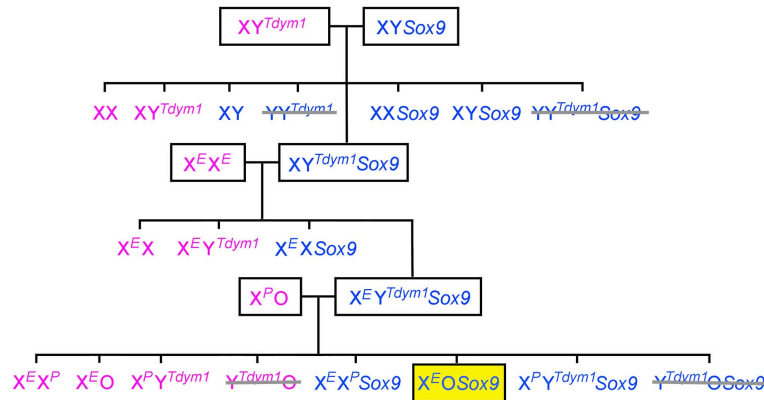 XY^Tdym1 XYSox9
XX XY^Tdym1 XY YY^Tdym1 XXSox9 XYSox9 YY^Tdym1Sox9
X^EX^E XY^Tdym1Sox9
X^EX X^EY^Tdym1 X^EXSox9
X^PO X^EY^Tdym1Sox9
X^EX^P X^EO X^PY^Tdym1 Y^Tdym1O X^EX^PSox9 X^EOSox9 X^PY^Tdym1Sox9 Y^Tdym1OSox9